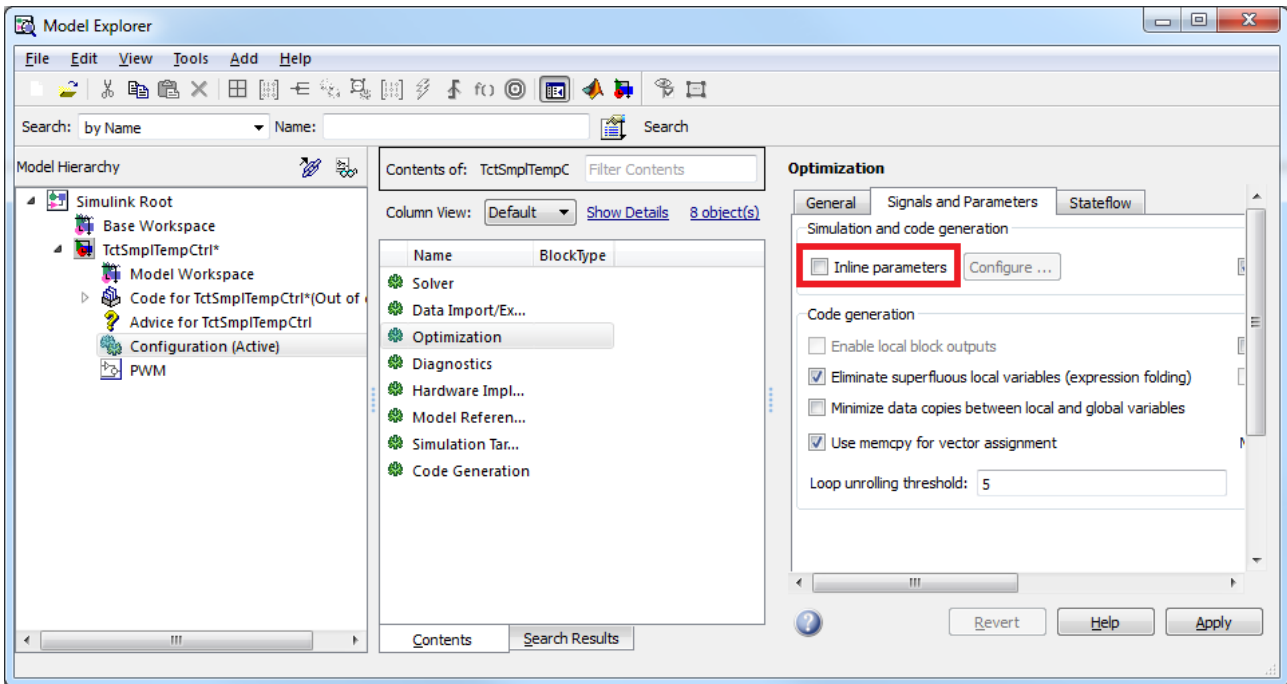 Model Explorer
File Edit View Tools Add Help
f()
Search: by Name Name: Search
Model Hierarchy
Simulink Root
Base Workspace
TctSmplTempCtrl*
Model Workspace
Code for TctSmplTempCtrl*(Out of
Advice for TctSmplTempCtrl
Configuration (Active)
PWM
Contents of: TctSmplTempC Filter Contents
Column View: Default Show Details 8 object(s)
Name BlockType
Solver
Data Import/Ex...
Optimization
Diagnostics
Hardware Impl...
Model Referen...
Simulation Tar...
Code Generation
Contents Search Results
Optimization
General Signals and Parameters Stateflow
Simulation and code generation
Inline parameters Configure ...
Code generation
Enable local block outputs
Eliminate superfluous local variables (expression folding)
Minimize data copies between local and global variables
Use memcpy for vector assignment
Loop unrolling threshold: 5
Revert Help Apply